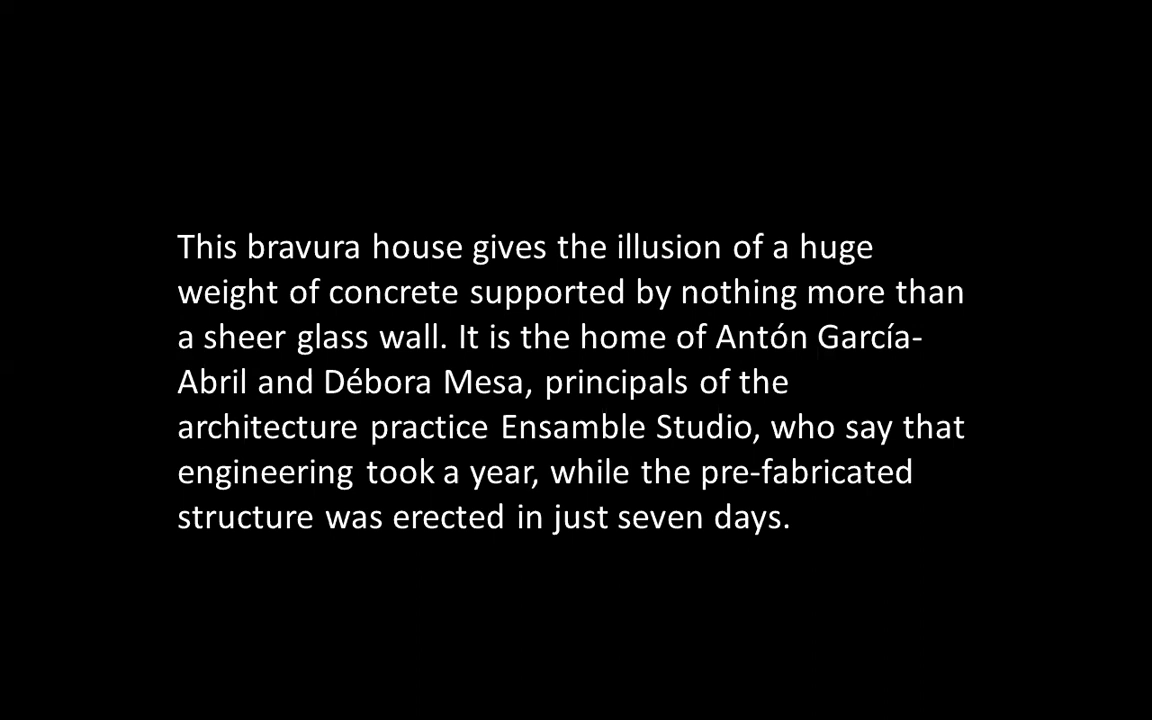 This bravura house gives the illusion of a huge
weight of concrete supported by nothing more than
a sheer glass wall. It is the home of Antón García-
Abril and Débora Mesa, principals of the
architecture practice Ensamble Studio, who say that
engineering took a year, while the pre-fabricated
structure was erected in just seven days.